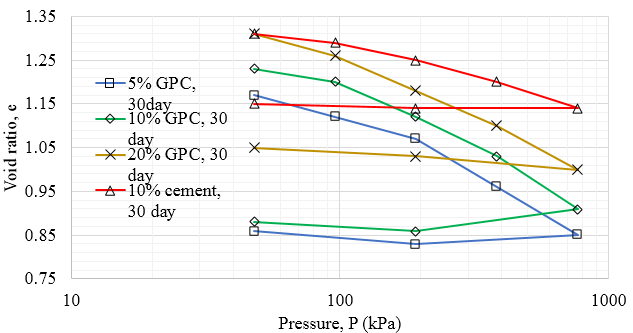 1.35
1.25
1.15
1.05
0.95
0.85
0.75
Void ratio, e
5% GPC,
30day
10% GPC, 30
day
20% GPC, 30
day
10% cement,
30 day
10
100
1000
Pressure, P (kPa)